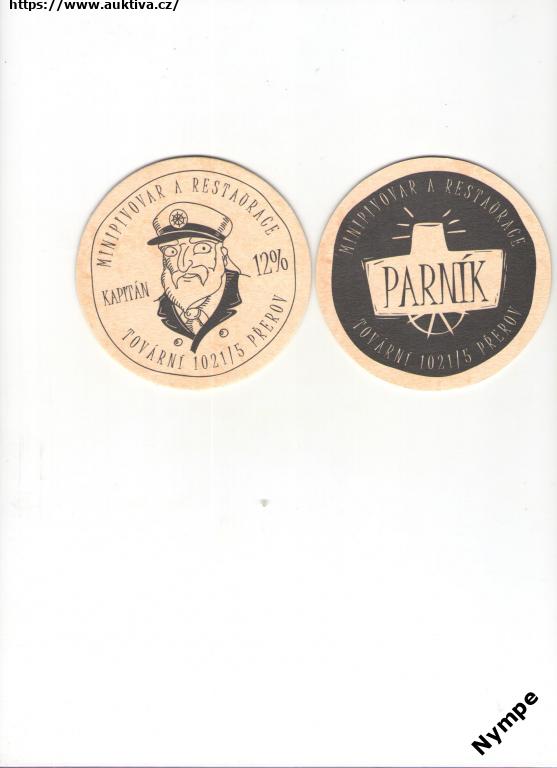 https://www.auktiva.cz/
MINIPIVOVAR A RESTAURACE
KAPITÁN
12%
TOVÁRNÍ 1021/5 PŘEROV
MINIPIVOVAR A RESTAURACE
PARNÍK
TOVÁRNÍ 1021/5 PŘEROV
Nympe